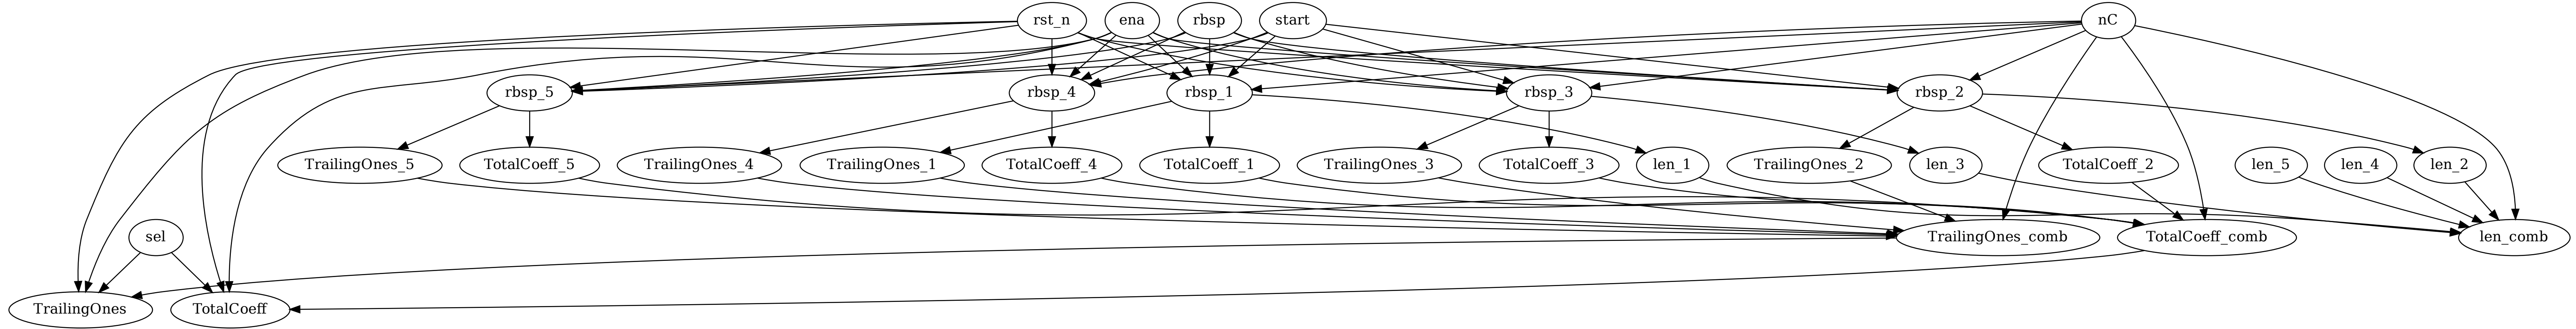 rst_n ena rbsp start nC
rbsp_5 rbsp_4 rbsp_1 rbsp_3 rbsp_2
TrailingOnes_5 TotalCoeff_5 TrailingOnes_4 TrailingOnes_1 TotalCoeff_4 TotalCoeff_1 TrailingOnes_3 TotalCoeff_3 len_1 TrailingOnes_2 len_3 TotalCoeff_2 len_5 len_4 len_2
sel TrailingOnes_comb TotalCoeff_comb len_comb
TrailingOnes TotalCoeff